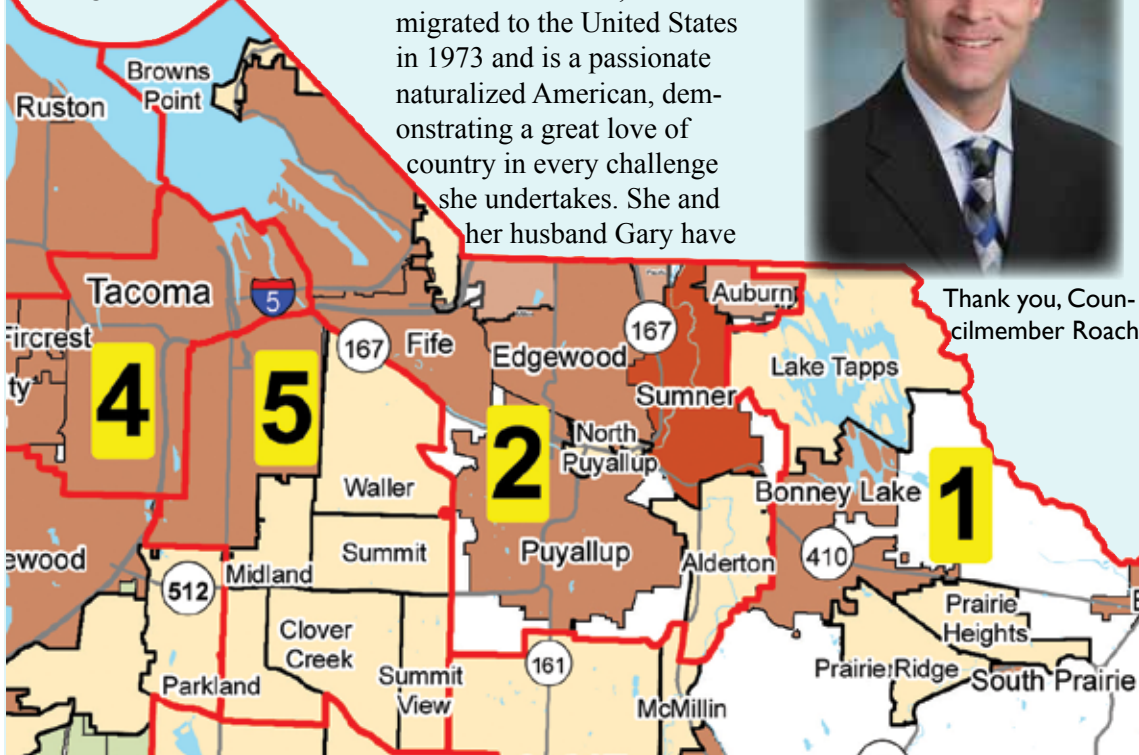 migrated to the United States
in 1973 and is a passionate
naturalized American, dem-
onstrating a great love of
country in every challenge
she undertakes. She and
her husband Gary have
Thank you, Coun-
cilmember Roach
Browns
Point
Ruston
Tacoma
5
Auburn
167
Fife
167
Edgewood
Fircrest
Lake Tapps
Sumner
4
5
2
North
Puyallup
Waller
Bonney Lake
1
Summit
Puyallup
410
Alderton
ewood
Midland
512
Prairie
Heights
Clover
Creek
161
Prairie Ridge
South Prairie
Summit
View
Parkland
McMillin